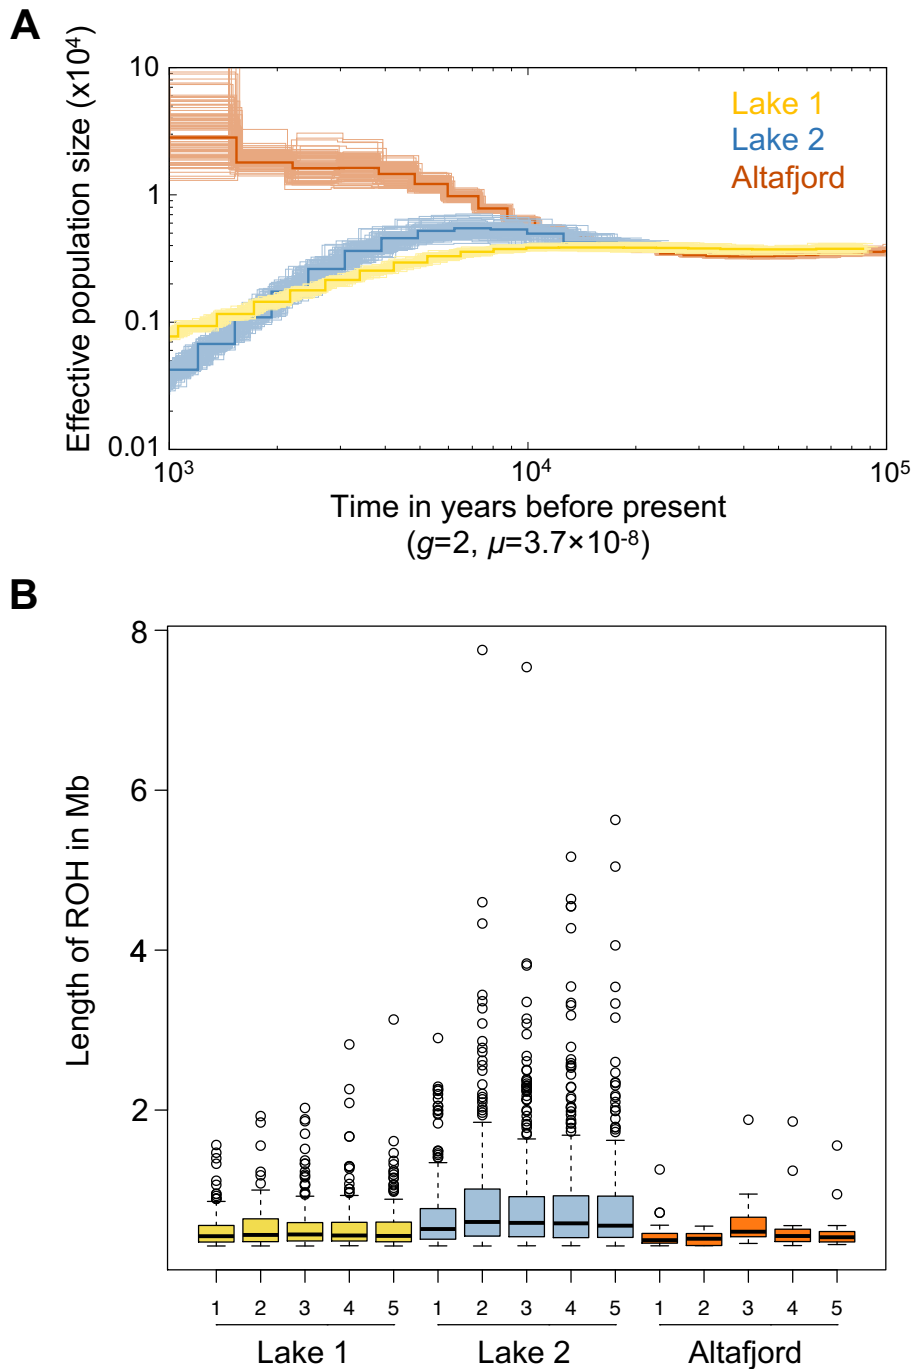 A
Effective population size (x10⁴)
10
1
0.1
0.01
Lake 1
Lake 2
Altafjord
10³
10⁴
10⁵
Time in years before present
(g=2, μ=3.7×10⁻⁸)
B
Length of ROH in Mb
8
6
4
2
1 2 3 4 5 1 2 3 4 5 1 2 3 4 5
Lake 1 Lake 2 Altafjord